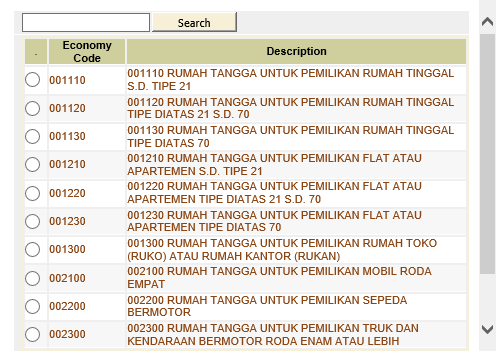 Search
. Economy Code Description
001110 001110 RUMAH TANGGA UNTUK PEMILIKAN RUMAH TINGGAL
S.D. TIPE 21
001120 001120 RUMAH TANGGA UNTUK PEMILIKAN RUMAH TINGGAL
TIPE DIATAS 21 S.D. 70
001130 001130 RUMAH TANGGA UNTUK PEMILIKAN RUMAH TINGGAL
TIPE DIATAS 70
001210 001210 RUMAH TANGGA UNTUK PEMILIKAN FLAT ATAU
APARTEMEN S.D. TIPE 21
001220 001220 RUMAH TANGGA UNTUK PEMILIKAN FLAT ATAU
APARTEMEN TIPE DIATAS 21 S.D. 70
001230 001230 RUMAH TANGGA UNTUK PEMILIKAN FLAT ATAU
APARTEMEN TIPE DIATAS 70
001300 001300 RUMAH TANGGA UNTUK PEMILIKAN RUMAH TOKO
(RUKO) ATAU RUMAH KANTOR (RUKAN)
002100 002100 RUMAH TANGGA UNTUK PEMILIKAN MOBIL RODA
EMPAT
002200 002200 RUMAH TANGGA UNTUK PEMILIKAN SEPEDA
BERMOTOR
002300 002300 RUMAH TANGGA UNTUK PEMILIKAN TRUK DAN
KENDARAAN BERMOTOR RODA ENAM ATAU LEBIH